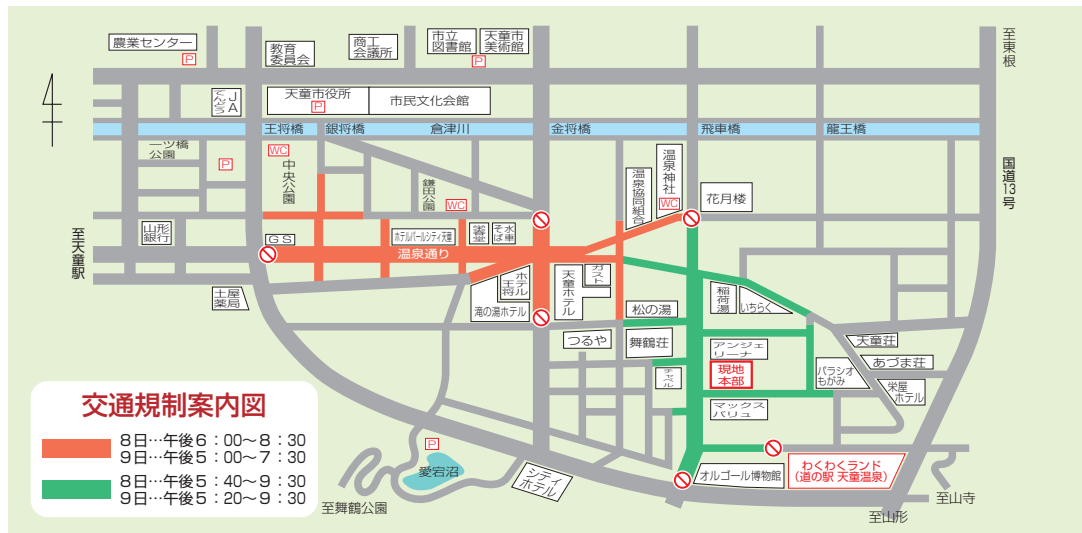 農業センター
P
教育
委員会
商工
会議所
市立
図書館
天童市
美術館
P
至東根
JA
てんどう
天童市役所
P
市民文化会館
王将橋
銀将橋
倉津川
金将橋
飛車橋
龍王橋
一ツ橋
公園
P
WC
中央公園
鎌田公園
WC
温泉協同組合
温泉神社
WC
花月楼
国道13号
至天童駅
山形
銀行
GS
ホテルパールシティ天童
水車
そば
温泉通り
土屋
薬局
ホテル
王将
滝の湯ホテル
天童ホテル
ガスト
松の湯
稲荷湯
いちらく
つるや
舞鶴荘
アンジェ
リーナ
天童荘
あづま荘
チャペル
現地
本部
パラシオ
もがみ
栄屋
ホテル
マックス
バリュ
交通規制案内図
8日…午後6:00〜8:30
9日…午後5:00〜7:30
8日…午後5:40〜9:30
9日…午後5:20〜9:30
P
愛宕沼
シティ
ホテル
オルゴール博物館
わくわくランド
(道の駅 天童温泉)
至舞鶴公園
至山寺
至山形